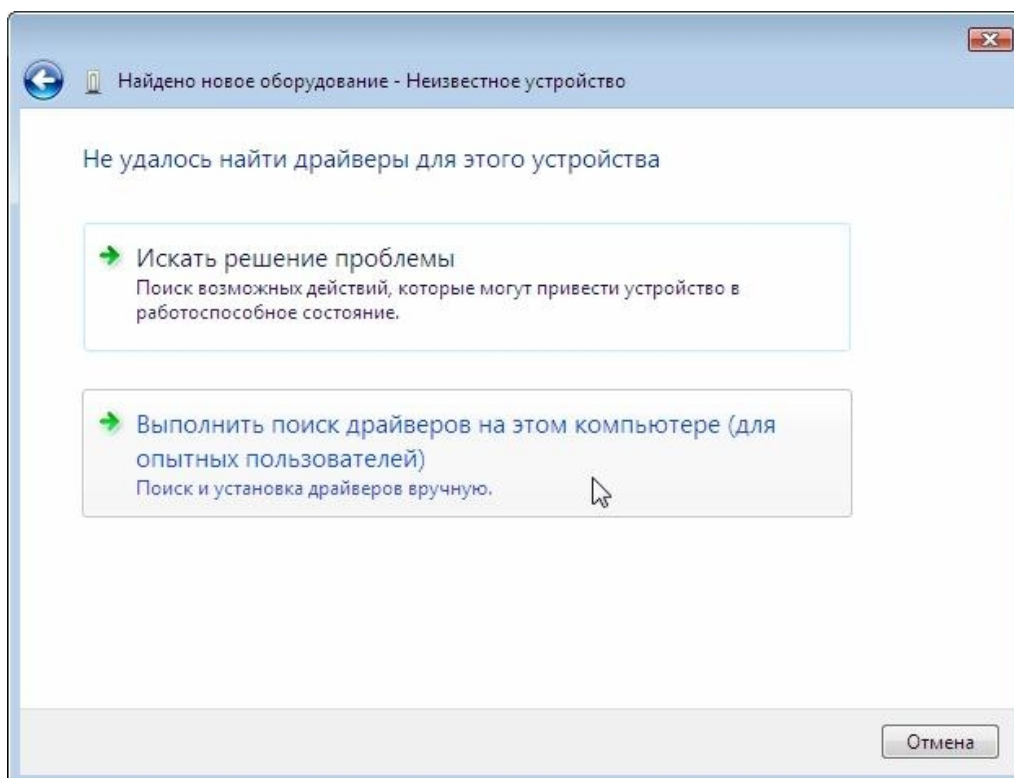 Найдено новое оборудование - Неизвестное устройство
Не удалось найти драйверы для этого устройства
Искать решение проблемы
Поиск возможных действий, которые могут привести устройство в
работоспособное состояние.
Выполнить поиск драйверов на этом компьютере (для
опытных пользователей)
Поиск и установка драйверов вручную.
Отмена